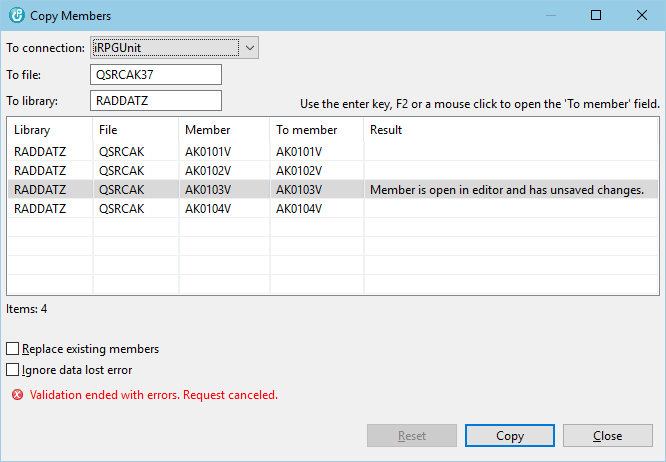 Copy Members
To connection: iRPGUnit
To file: QSRCAK37
To library: RADDATZ
Use the enter key, F2 or a mouse click to open the 'To member' field.
Library File Member To member Result
RADDATZ QSRCAK AK0101V AK0101V
RADDATZ QSRCAK AK0102V AK0102V
RADDATZ QSRCAK AK0103V AK0103V Member is open in editor and has unsaved changes.
RADDATZ QSRCAK AK0104V AK0104V
Items: 4
Replace existing members
Ignore data lost error
Validation ended with errors. Request canceled.
Reset Copy Close